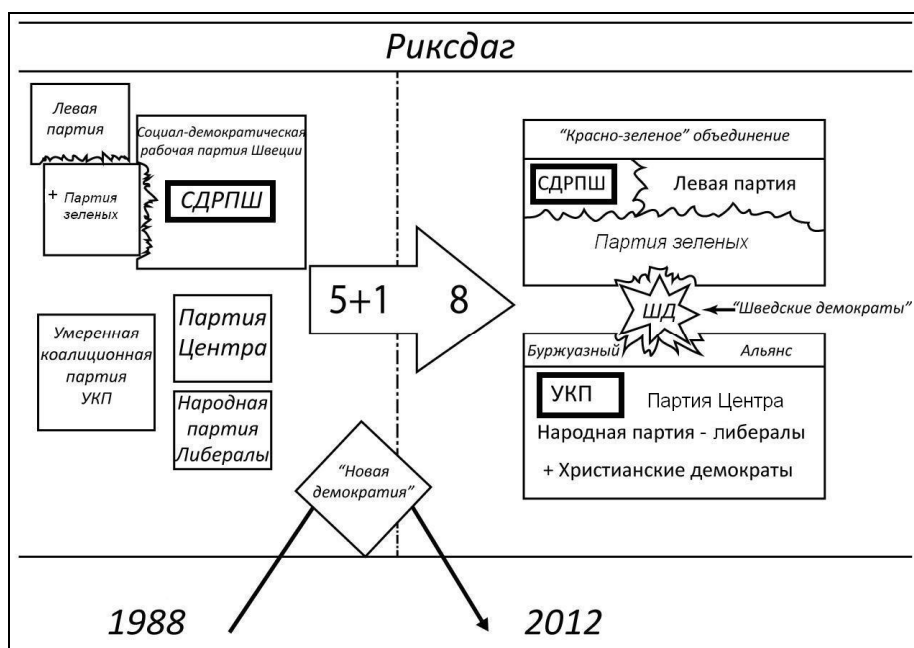 Риксдаг
Левая
партия
+ Партия
зеленых
Социал-демократическая
рабочая партия Швеции
СДРПШ
Умеренная
коалиционная
партия
УКП
Партия
Центра
Народная
партия
Либералы
5+1 8
“Новая
демократия”
“Красно-зеленое” объединение
СДРПШ Левая партия
Партия зеленых
ШД
“Шведские демократы”
Буржуазный Альянс
УКП Партия Центра
Народная партия - либералы
+ Христианские демократы
1988 2012